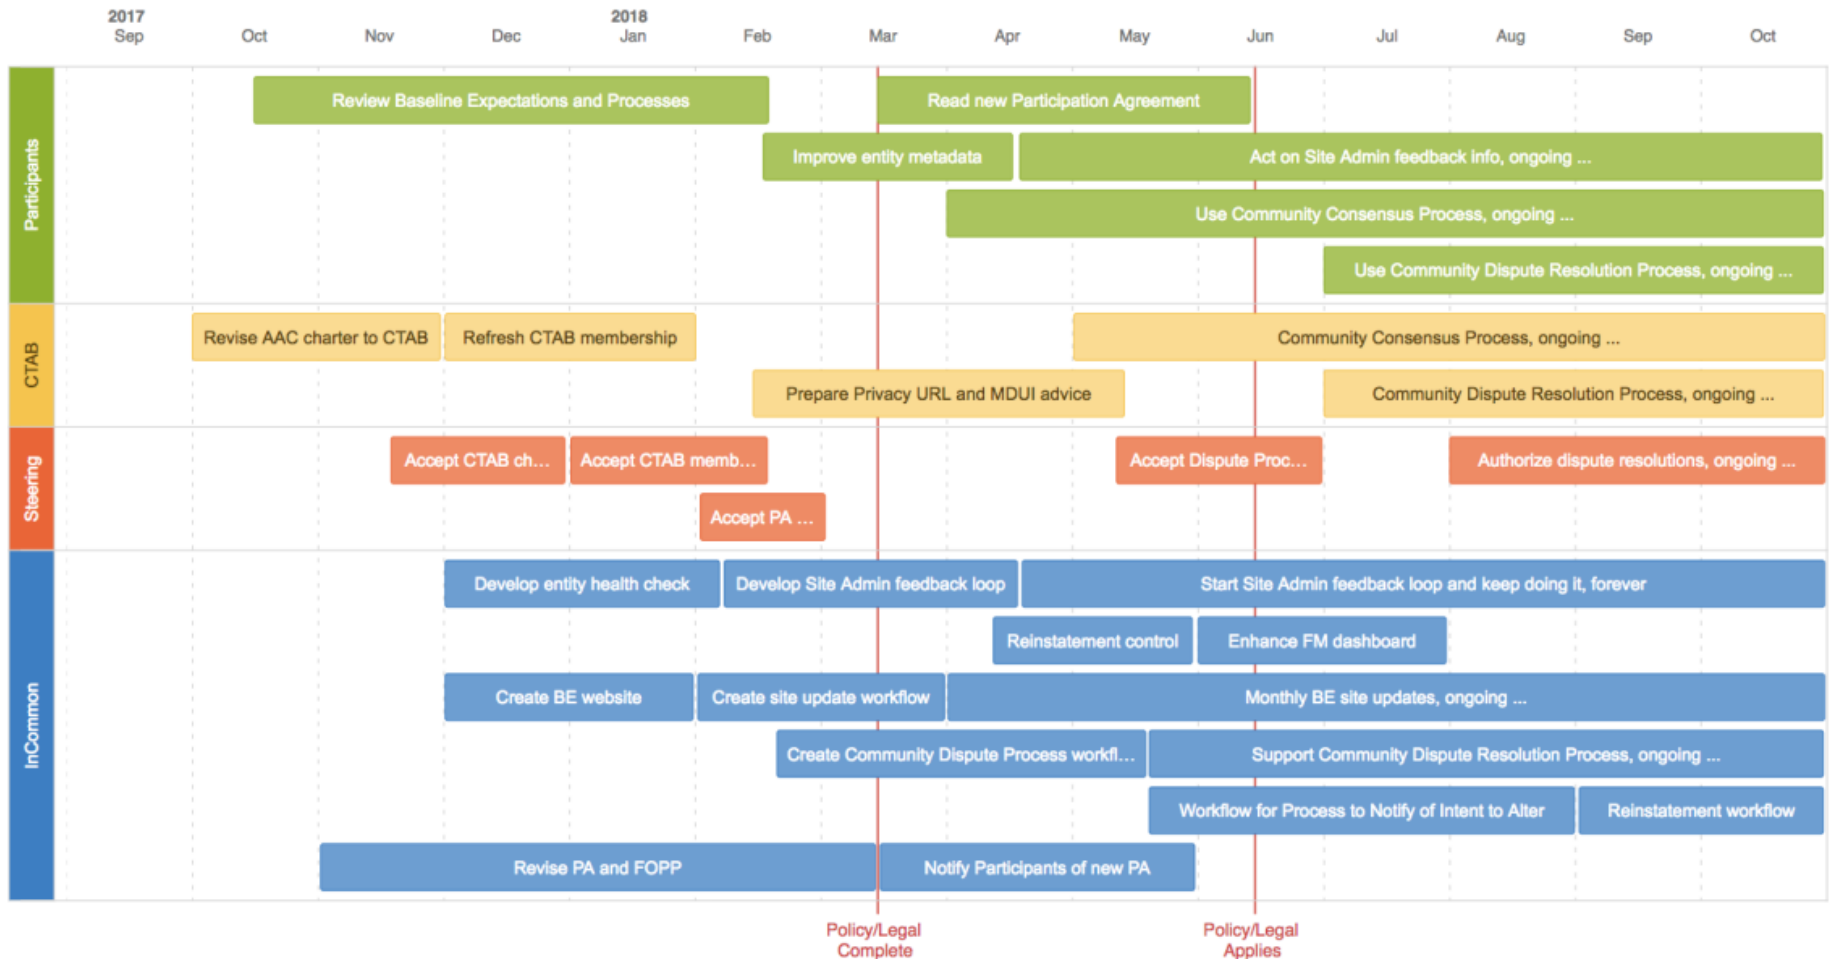 2017 2018
Sep Oct Nov Dec Jan Feb Mar Apr May Jun Jul Aug Sep Oct
Participants
Review Baseline Expectations and Processes
Read new Participation Agreement
Improve entity metadata
Act on Site Admin feedback info, ongoing ...
Use Community Consensus Process, ongoing ...
Use Community Dispute Resolution Process, ongoing ...
CTAB
Revise AAC charter to CTAB
Refresh CTAB membership
Community Consensus Process, ongoing ...
Prepare Privacy URL and MDUI advice
Community Dispute Resolution Process, ongoing ...
Steering
Accept CTAB ch...
Accept CTAB memb...
Accept Dispute Proc...
Authorize dispute resolutions, ongoing ...
Accept PA ...
InCommon
Develop entity health check
Develop Site Admin feedback loop
Start Site Admin feedback loop and keep doing it, forever
Reinstatement control
Enhance FM dashboard
Create BE website
Create site update workflow
Monthly BE site updates, ongoing ...
Create Community Dispute Process workfl...
Support Community Dispute Resolution Process, ongoing ...
Workflow for Process to Notify of Intent to Alter
Reinstatement workflow
Revise PA and FOPP
Notify Participants of new PA
Policy/Legal
Complete
Policy/Legal
Applies